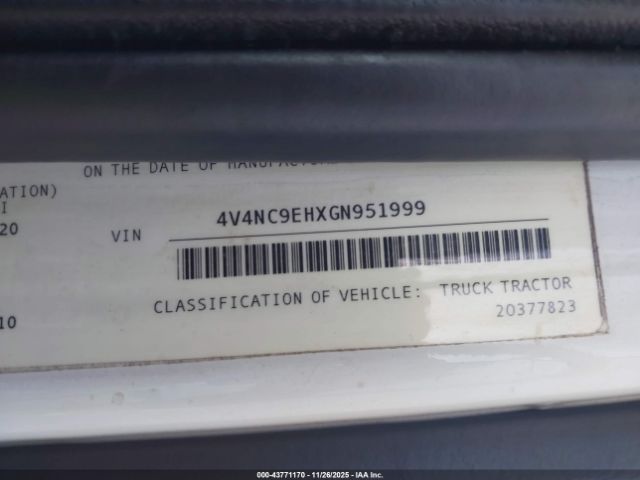 ON THE DATE OF MANUFACTURE
ATION)
I
20
VIN 4V4NC9EHXGN951999
CLASSIFICATION OF VEHICLE: TRUCK TRACTOR
10
20377823
000-43771170 | 11/26/2025 | IAA Inc.